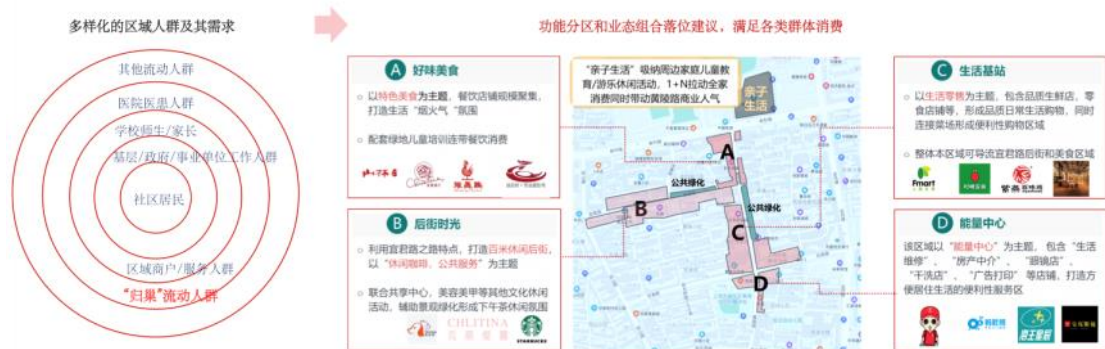 多样化的区域人群及其需求
功能分区和业态组合落位建议，满足各类群体消费
其他流动人群
医院医患人群
学校师生/家长
基层/政府/事业单位工作人群
社区居民
区域商户/服务人群
“归巢”流动人群
A 好味美食
以特色美食为主题，餐饮店铺规模聚集，
打造生活“烟火气”氛围
配套绿地儿童培训连带餐饮消费
B 后街时光
利用宜君路之路特点，打造百米休闲后街，
以“休闲咖啡，公共服务”为主题
联合共享中心，美容美甲等其他文化休闲
活动，辅助景观绿化形成下午茶休闲氛围
CHLITINA
STARBUCKS
“亲子生活”吸纳周边家庭儿童教
育/游乐休闲活动，1+N拉动全家
消费同时带动黄陵路商业人气
亲子
生活
A
公共绿化
公共绿化
B
C
D
C 生活基站
以生活零售为主题，包含品质生鲜店，零
食店铺等，形成品质日常生活购物，同时
连接菜场形成便利性购物区域
整体本区域可导流宜君路后街和美食区域
Fmart
紫燕百味鸡
D 能量中心
该区域以“能量中心”为主题，包含“生活
维修”、“房产中介”、“眼镜店”、
“干洗店”、“广告打印”等店铺，打造方
便居住生活的便利性服务区